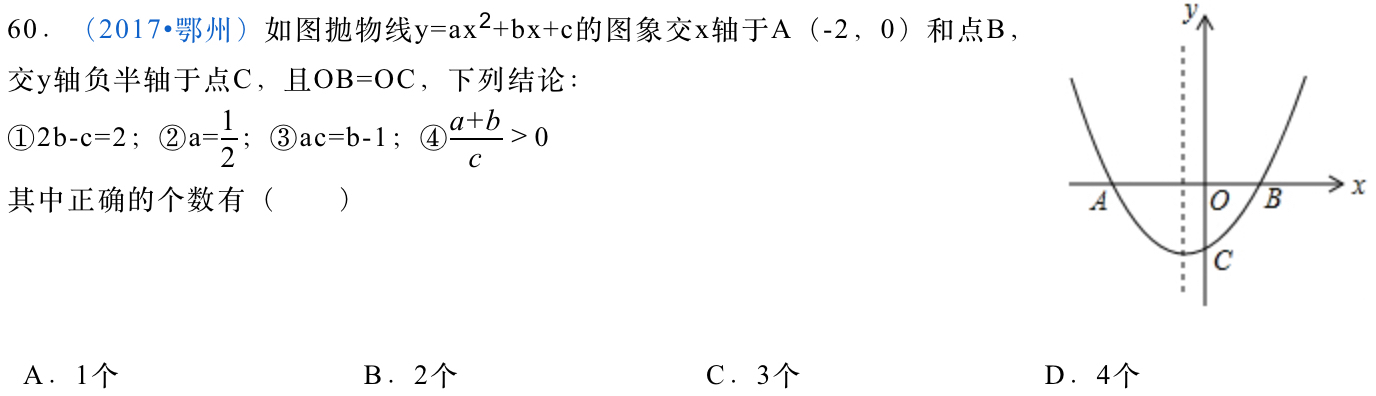 60．（2017•鄂州）如图抛物线y=ax²+bx+c的图象交x轴于A（-2，0）和点B，
交y轴负半轴于点C，且OB=OC，下列结论：
①2b-c=2；②a=1/2；③ac=b-1；④(a+b)/c>0
其中正确的个数有（　　）
y
x
A
O
B
C
A．1个 B．2个 C．3个 D．4个